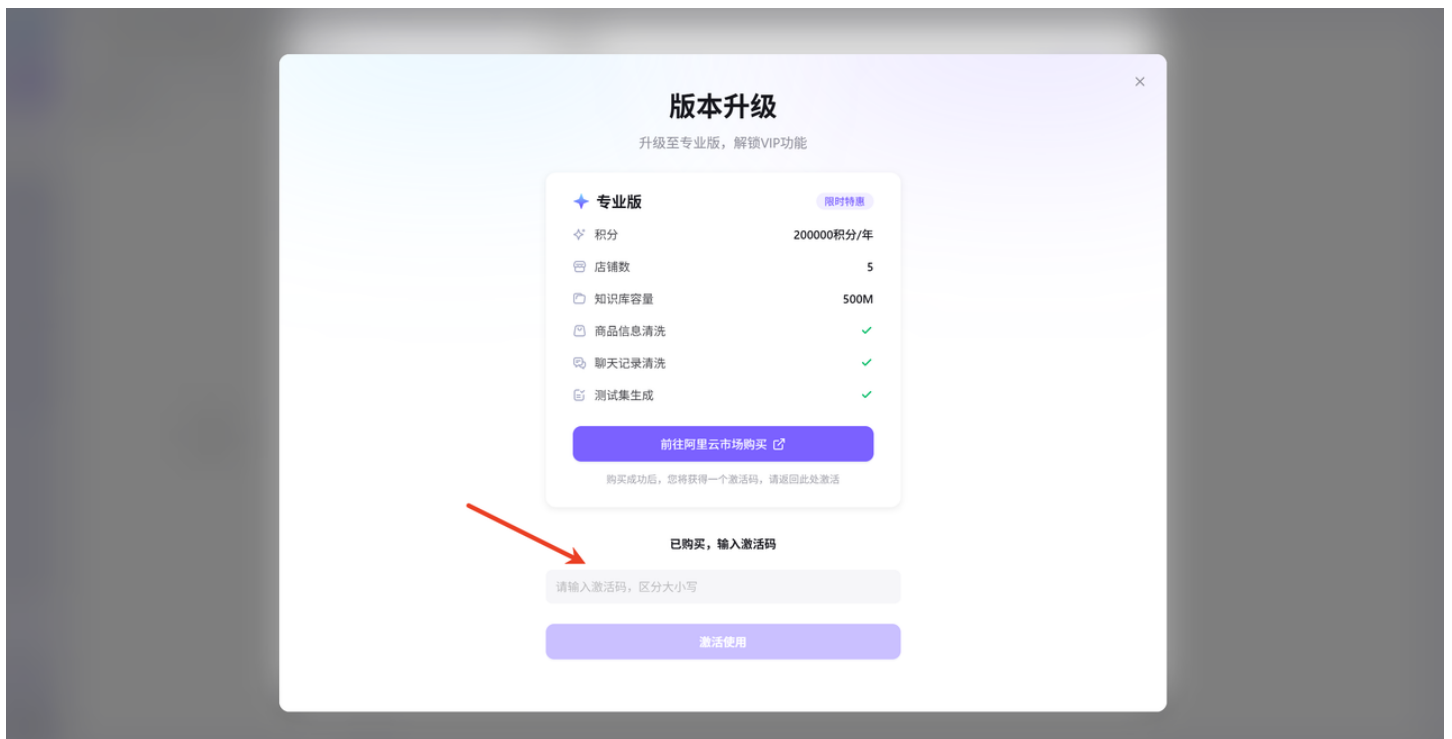 版本升级
升级至专业版，解锁VIP功能
专业版 限时特惠
积分 200000积分/年
店铺数 5
知识库容量 500M
商品信息清洗
聊天记录清洗
测试集生成
前往阿里云市场购买
购买成功后，您将获得一个激活码，请返回此处激活
已购买，输入激活码
请输入激活码，区分大小写
激活使用